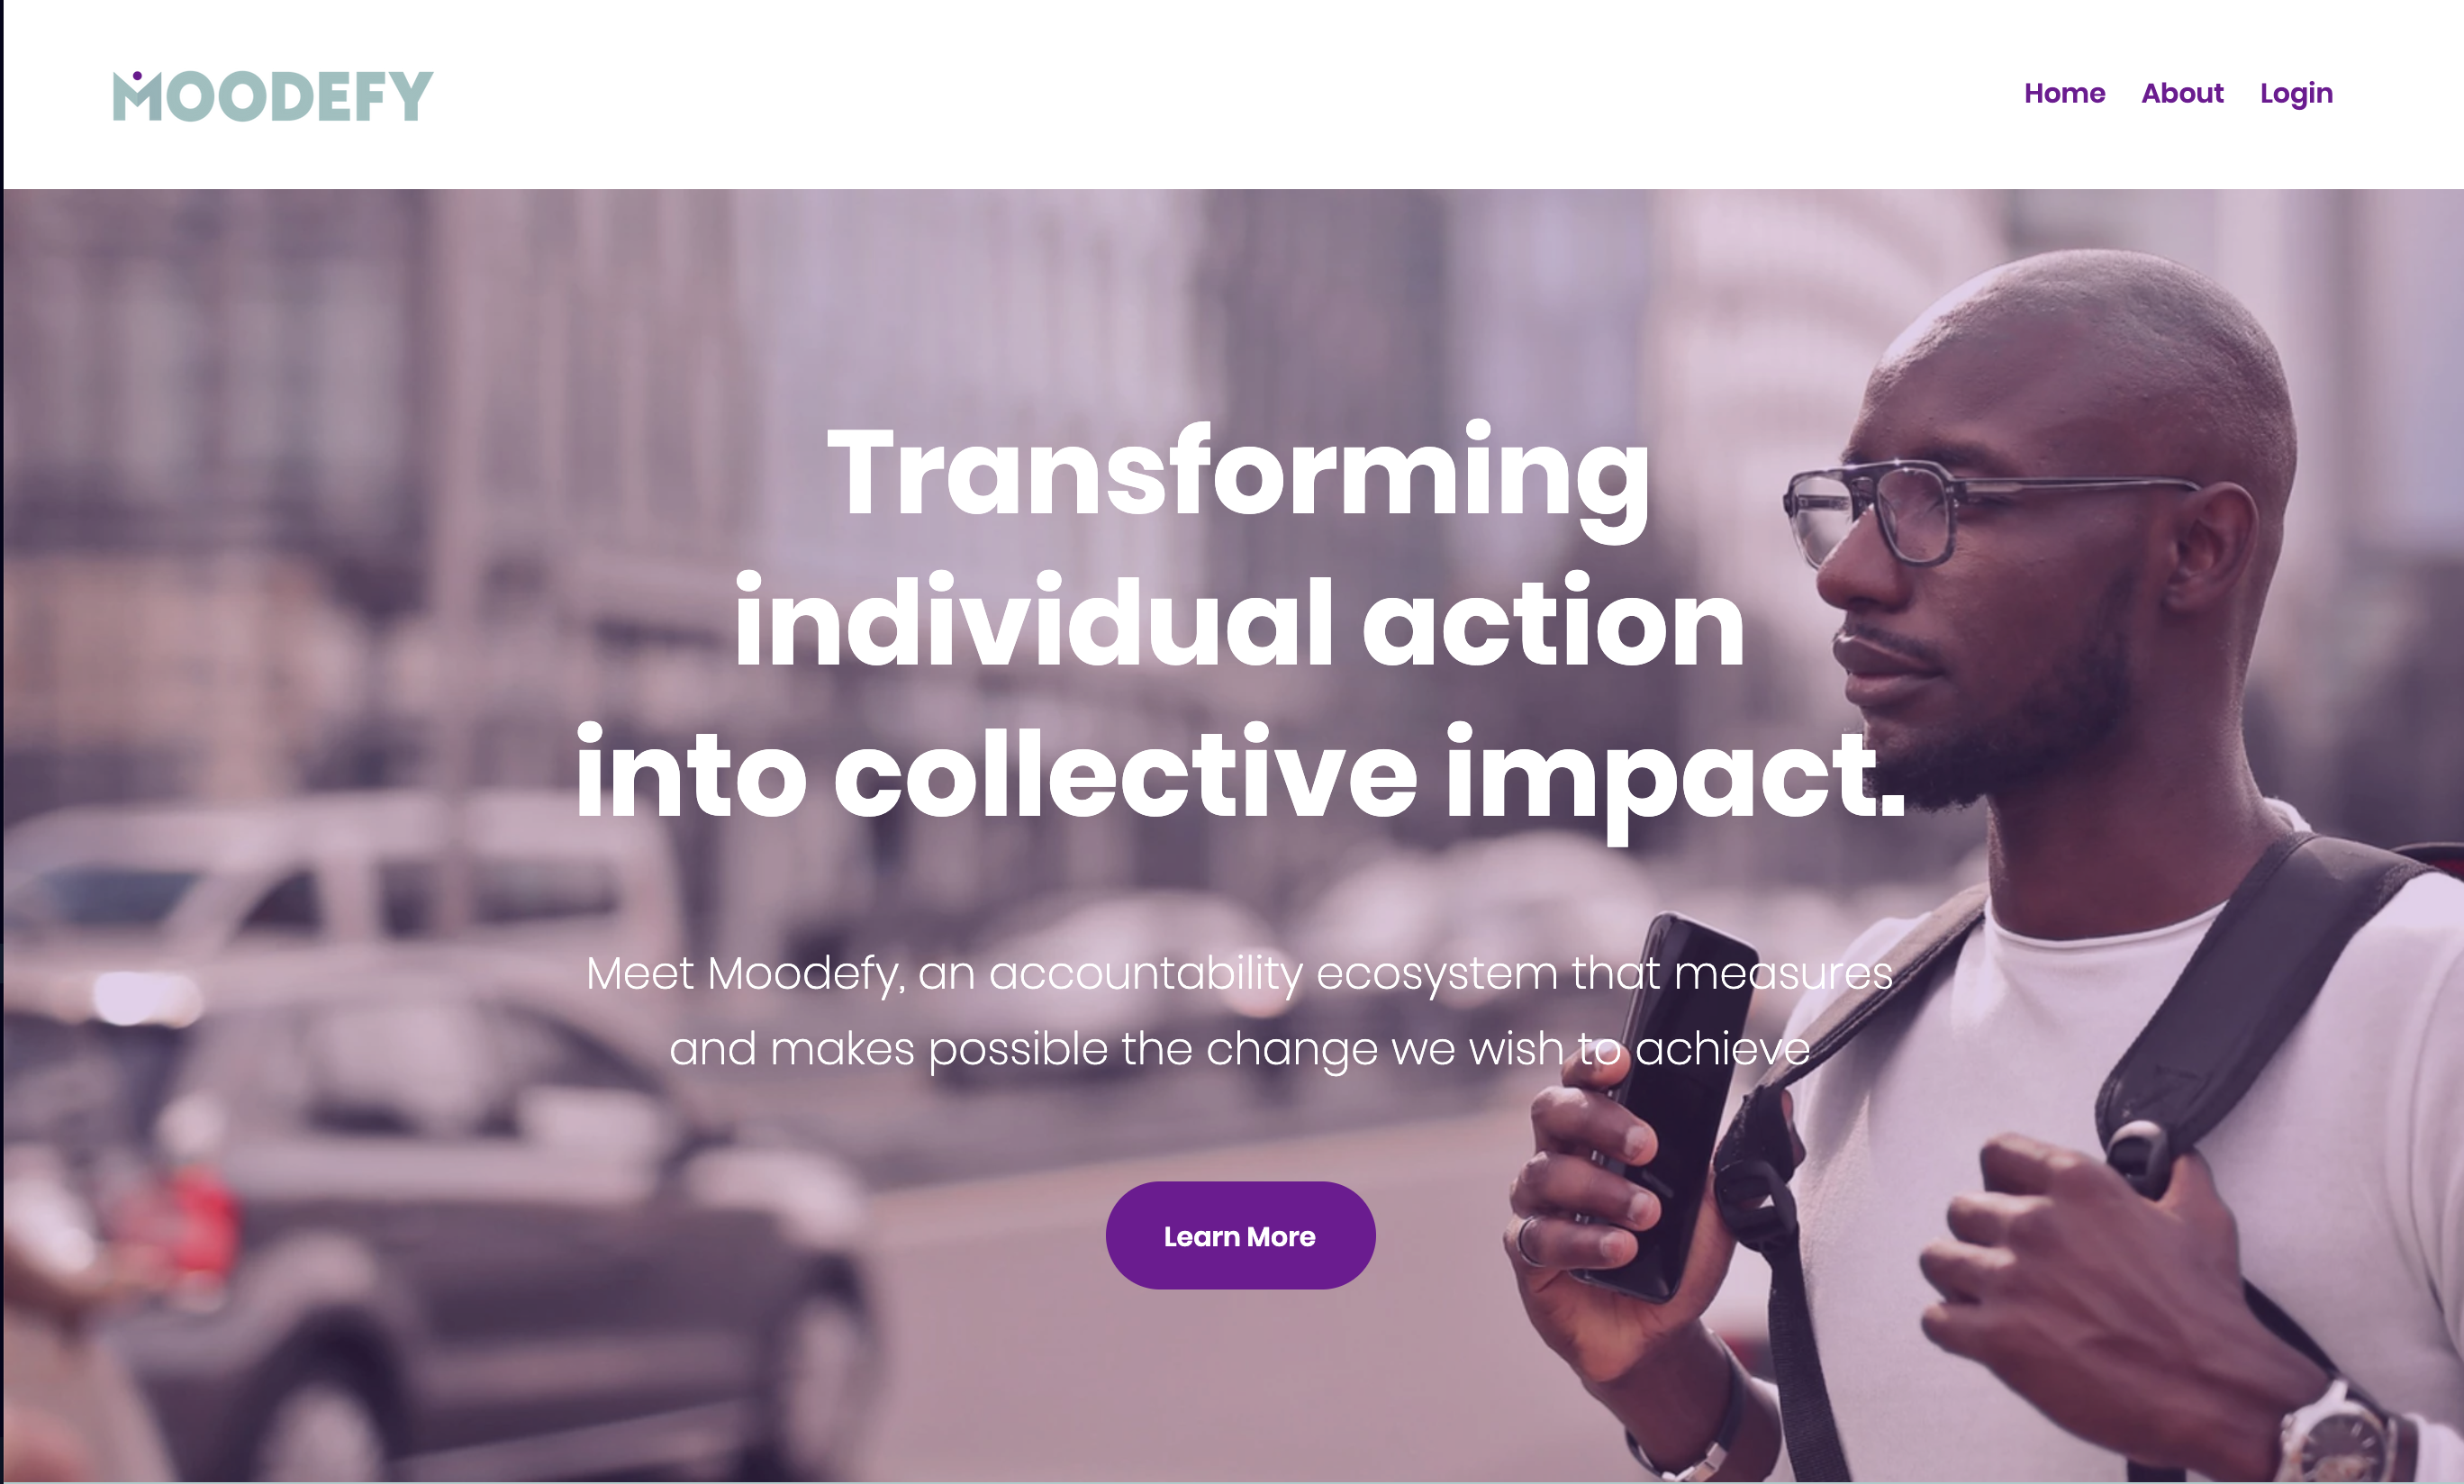 MOODEFY
Home About Login
Transforming
individual action
into collective impact.
Meet Moodefy, an accountability ecosystem that measures
and makes possible the change we wish to achieve
Learn More